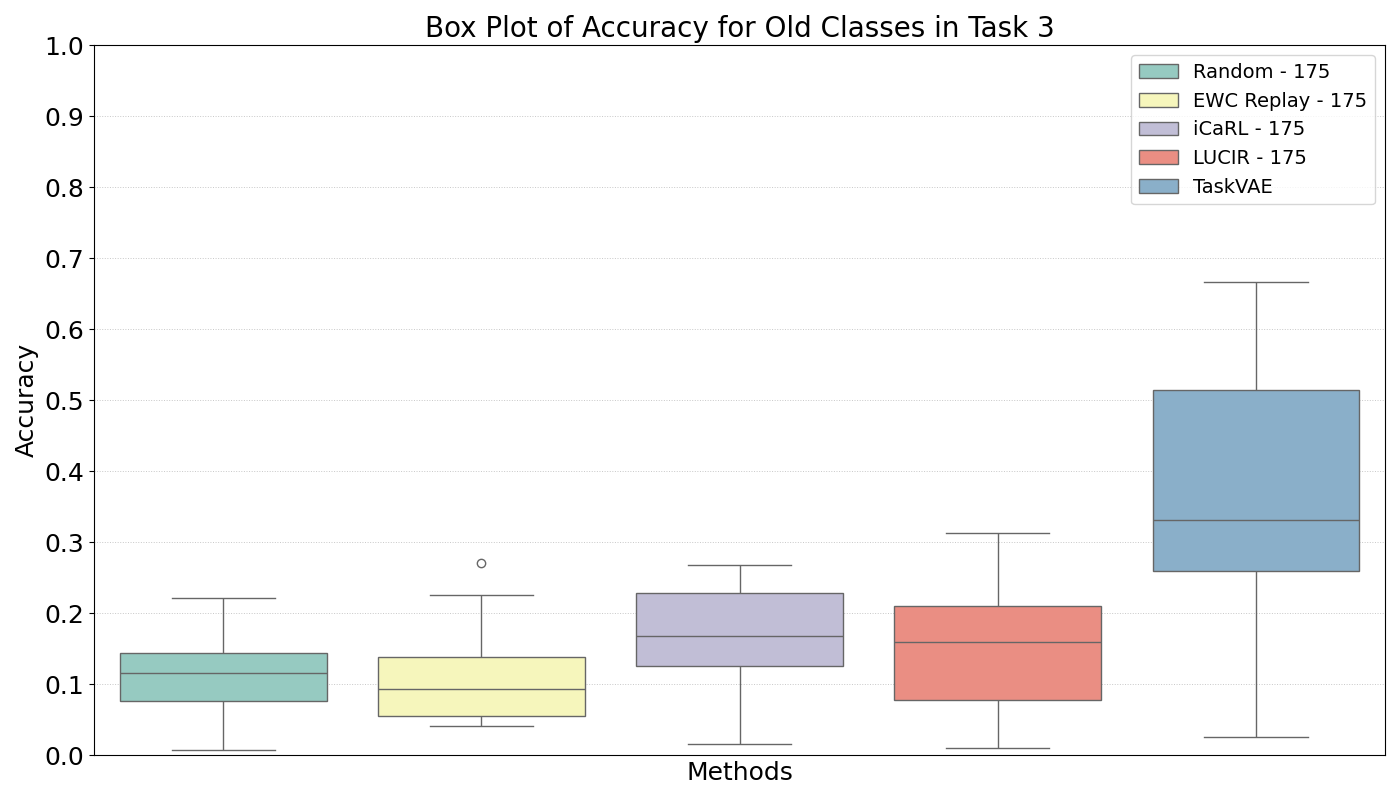 Box Plot of Accuracy for Old Classes in Task 3
1.0
0.9
0.8
0.7
0.6
0.5
0.4
0.3
0.2
0.1
0.0
Accuracy
Methods
Random - 175
EWC Replay - 175
iCaRL - 175
LUCIR - 175
TaskVAE